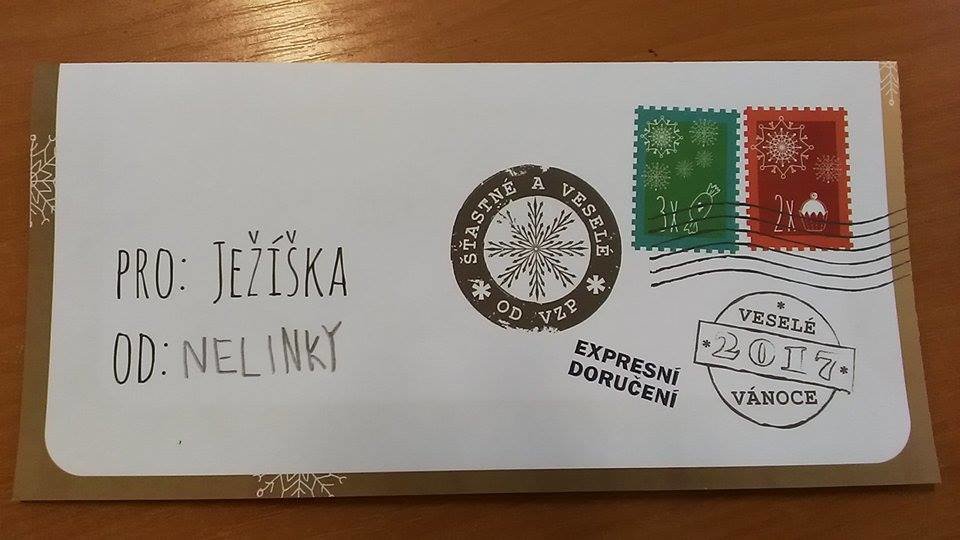 PRO: JEŽÍŠKA
OD: NELINKY
ŠŤASTNÉ A VESELÉ
OD VZP
3X
2X
EXPRESNÍ
DORUČENÍ
VESELÉ
*2017*
VÁNOCE